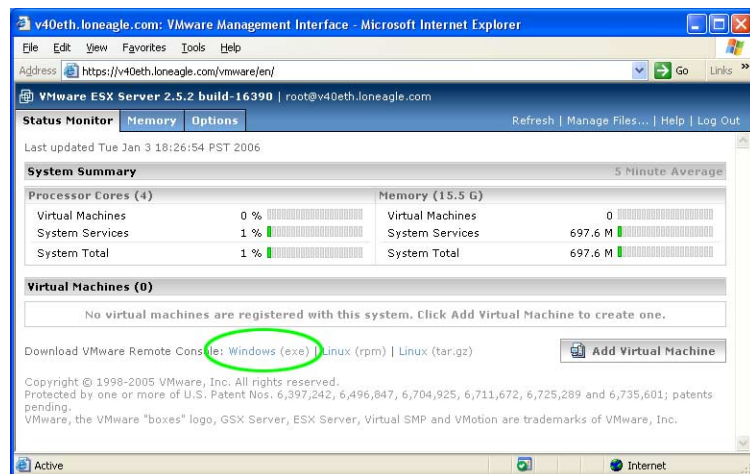 v40eth.loneagle.com: VMware Management Interface - Microsoft Internet Explorer
File Edit View Favorites Tools Help
Address https://v40eth.loneagle.com/vmware/en/ Go Links »
VMware ESX Server 2.5.2 build-16390 | root@v40eth.loneagle.com
Status Monitor Memory Options Refresh | Manage Files... | Help | Log Out
Last updated Tue Jan 3 18:26:54 PST 2006
System Summary 5 Minute Average
Processor Cores (4) Memory (15.5 G)
Virtual Machines 0 % Virtual Machines 0
System Services 1 % System Services 697.6 M
System Total 1 % System Total 697.6 M
Virtual Machines (0)
No virtual machines are registered with this system. Click Add Virtual Machine to create one.
Download VMware Remote Console: Windows (exe) | Linux (rpm) | Linux (tar.gz) Add Virtual Machine
Copyright © 1998-2005 VMware, Inc. All rights reserved.
Protected by one or more of U.S. Patent Nos. 6,397,242, 6,496,847, 6,704,925, 6,711,672, 6,725,289 and 6,735,601; patents
pending.
VMware, the VMware "boxes" logo, GSX Server, ESX Server, Virtual SMP and VMotion are trademarks of VMware, Inc.
Active Internet